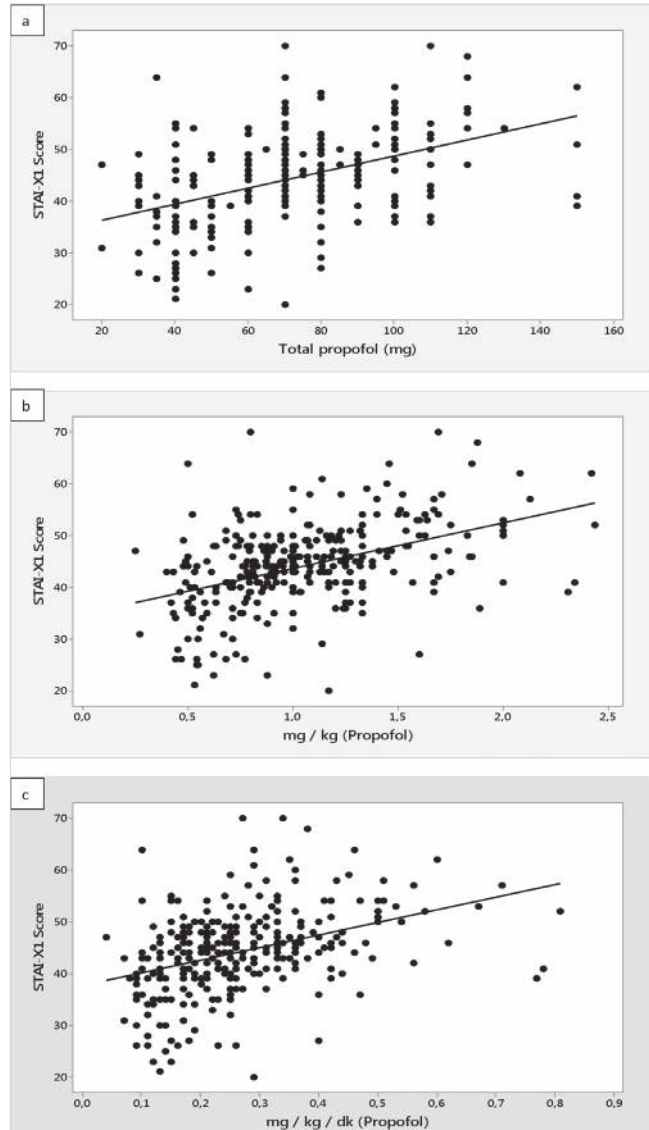 a
STAI-X1 Score
70
60
50
40
30
20
20 40 60 80 100 120 140 160
Total propofol (mg)
b
STAI-X1 Score
70
60
50
40
30
20
0,0 0,5 1,0 1,5 2,0 2,5
mg / kg (Propofol)
c
STAI-X1 Score
70
60
50
40
30
20
0,0 0,1 0,2 0,3 0,4 0,5 0,6 0,7 0,8 0,9
mg / kg / dk (Propofol)